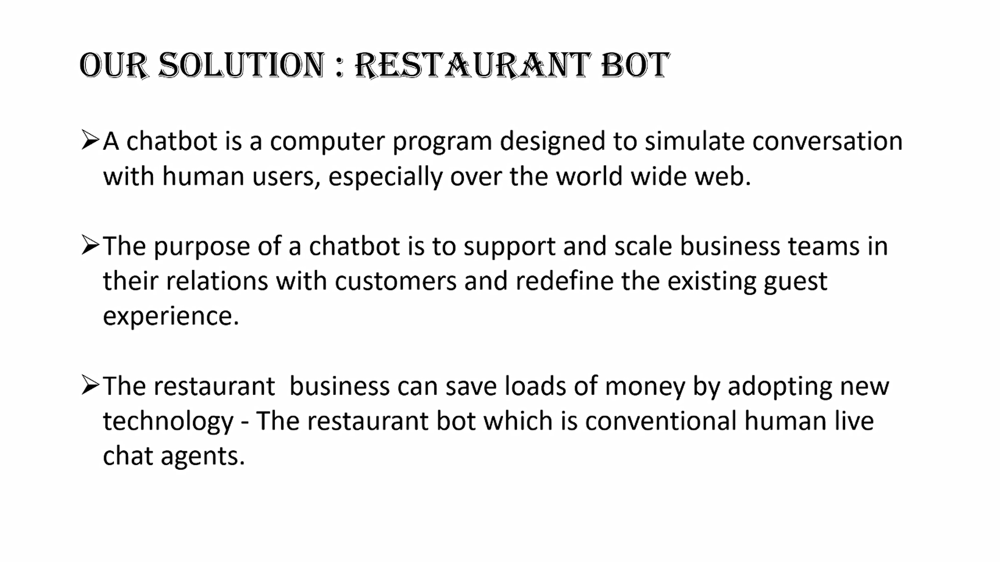 OUR SOLUTION : RESTAURANT BOT
➢A chatbot is a computer program designed to simulate conversation
with human users, especially over the world wide web.
➢The purpose of a chatbot is to support and scale business teams in
their relations with customers and redefine the existing guest
experience.
➢The restaurant  business can save loads of money by adopting new
technology - The restaurant bot which is conventional human live
chat agents.